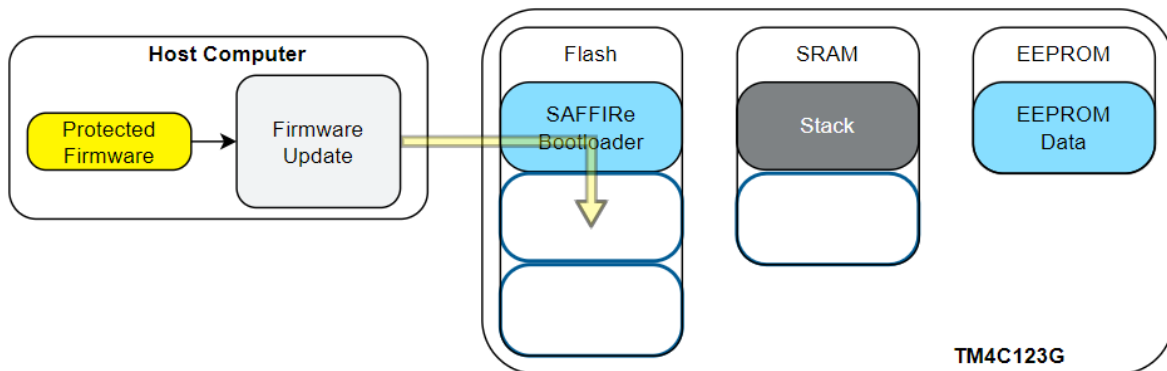 Host Computer
Protected
Firmware
Firmware
Update
Flash
SAFFIRe
Bootloader
SRAM
Stack
EEPROM
EEPROM
Data
TM4C123G